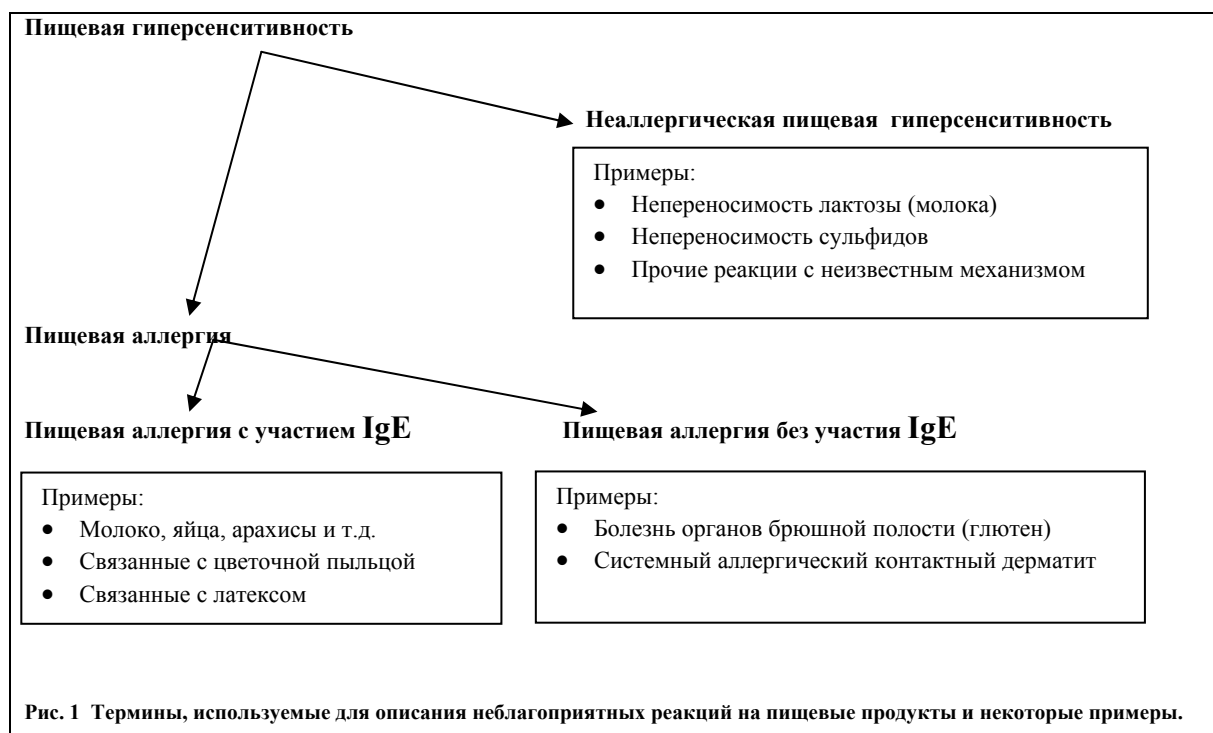 Пищевая гиперсенситивность
Неаллергическая пищевая гиперсенситивность
Примеры:
• Непереносимость лактозы (молока)
• Непереносимость сульфидов
• Прочие реакции с неизвестным механизмом
Пищевая аллергия
Пищевая аллергия с участием IgE
Пищевая аллергия без участия IgE
Примеры:
• Молоко, яйца, арахисы и т.д.
• Связанные с цветочной пыльцой
• Связанные с латексом
Примеры:
• Болезнь органов брюшной полости (глютен)
• Системный аллергический контактный дерматит
Рис. 1 Термины, используемые для описания неблагоприятных реакций на пищевые продукты и некоторые примеры.